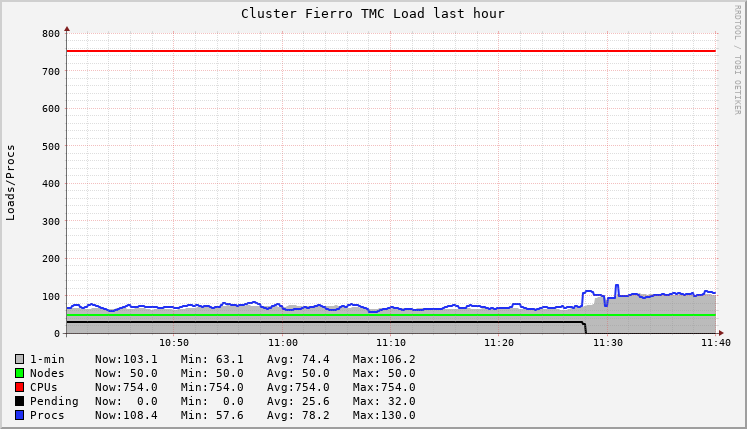 Cluster Fierro TMC Load last hour
RRDTOOL / TOBI OETIKER
Loads/Procs
800
700
600
500
400
300
200
100
0
10:50 11:00 11:10 11:20 11:30 11:40
1-min Now:103.1 Min: 63.1 Avg: 74.4 Max:106.2
Nodes Now: 50.0 Min: 50.0 Avg: 50.0 Max: 50.0
CPUs Now:754.0 Min:754.0 Avg:754.0 Max:754.0
Pending Now: 0.0 Min: 0.0 Avg: 25.6 Max: 32.0
Procs Now:108.4 Min: 57.6 Avg: 78.2 Max:130.0